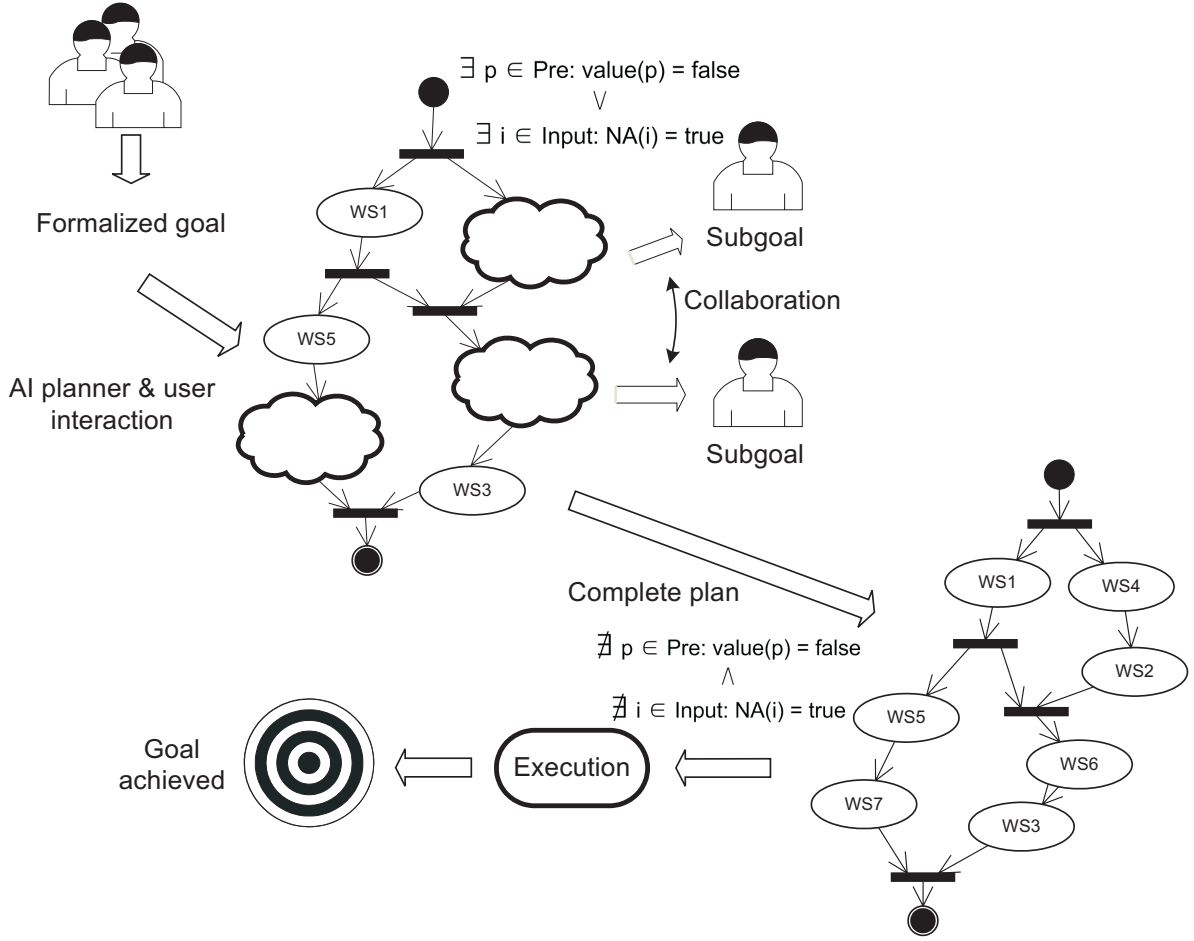 ∃ p ∈ Pre: value(p) = false
∨
∃ i ∈ Input: NA(i) = true
Formalized goal
WS1
Subgoal
Collaboration
WS5
AI planner & user
interaction
Subgoal
WS3
Complete plan
∄ p ∈ Pre: value(p) = false
∧
∄ i ∈ Input: NA(i) = true
WS1
WS4
WS2
WS5
WS6
WS7
WS3
Execution
Goal
achieved